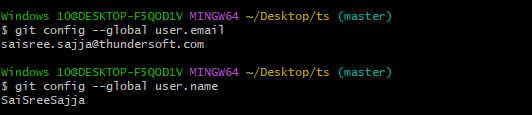 Windows 10@DESKTOP-F5QOD1V MINGW64 ~/Desktop/ts (master)
$ git config --global user.email
saisree.sajja@thundersoft.com
Windows 10@DESKTOP-F5QOD1V MINGW64 ~/Desktop/ts (master)
$ git config --global user.name
SaiSreeSajja